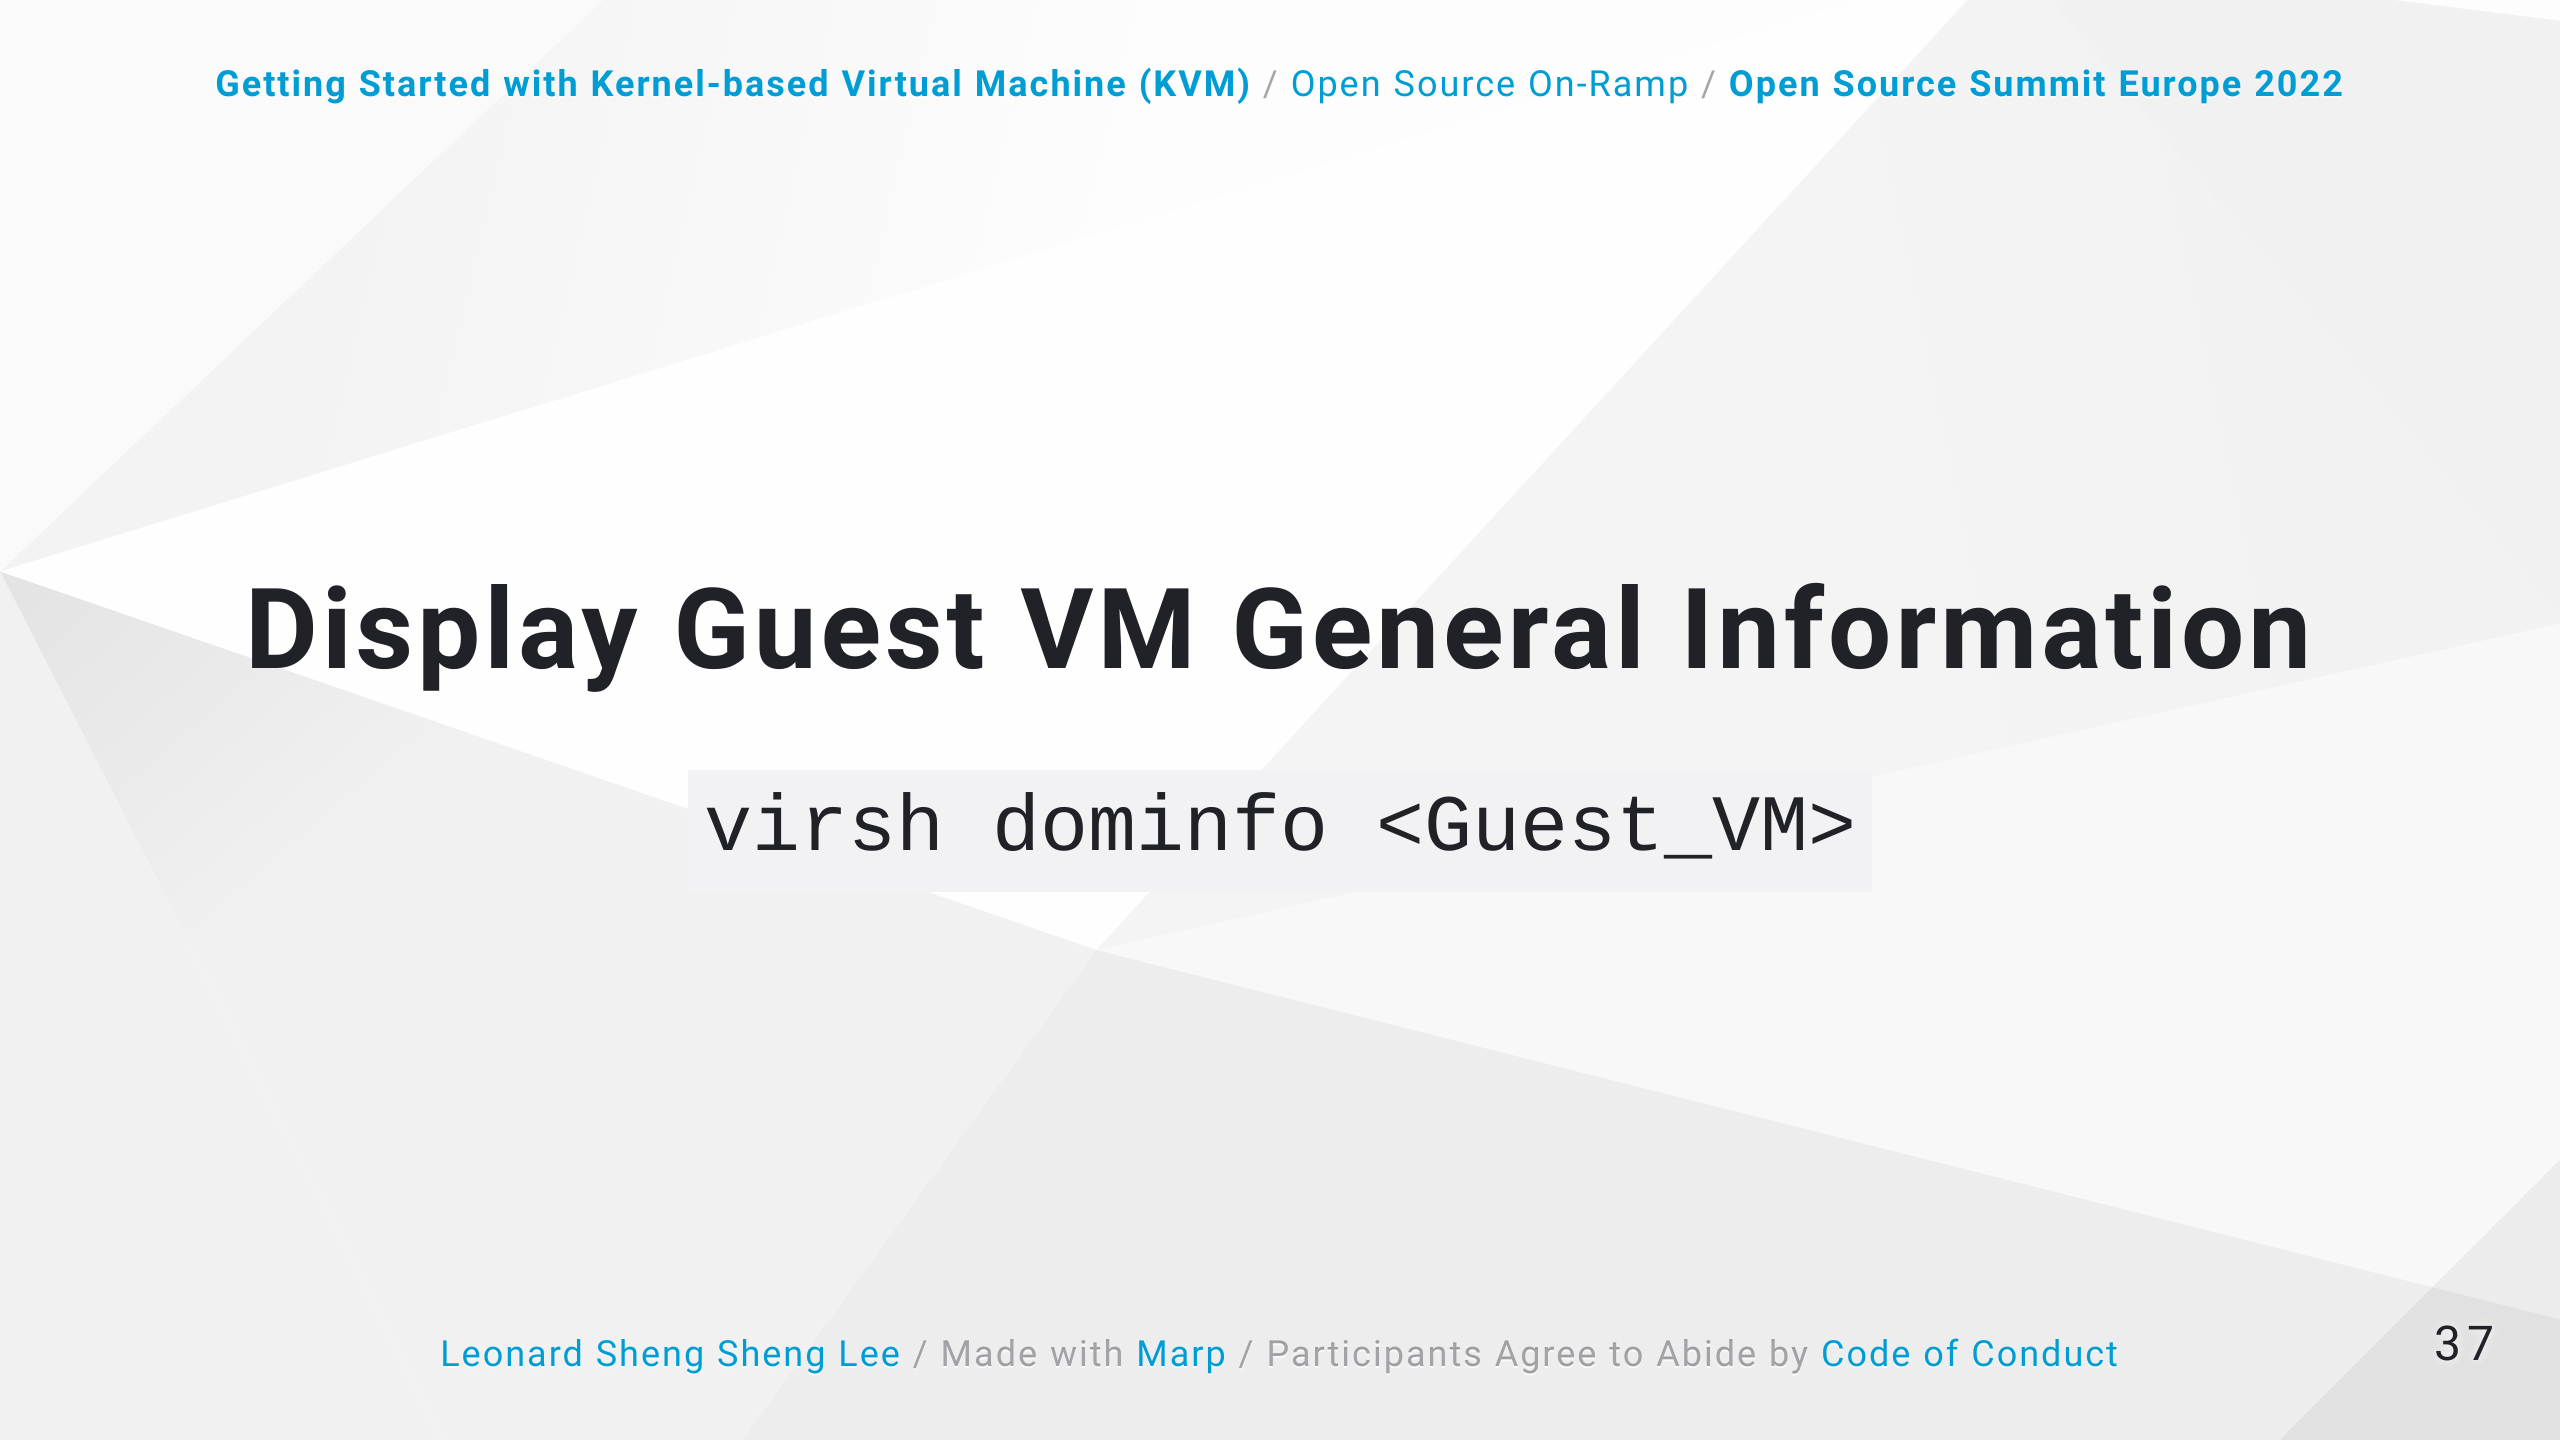 Getting Started with Kernel-based Virtual Machine (KVM) / Open Source On-Ramp / Open Source Summit Europe 2022
Display Guest VM General Information
virsh dominfo <Guest_VM>
Leonard Sheng Sheng Lee / Made with Marp / Participants Agree to Abide by Code of Conduct
37